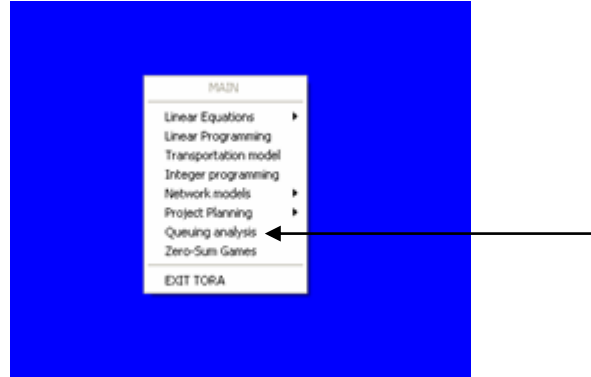 MAIN
Linear Equations
Linear Programming
Transportation model
Integer programming
Network models
Project Planning
Queuing analysis
Zero-Sum Games
EXIT TORA